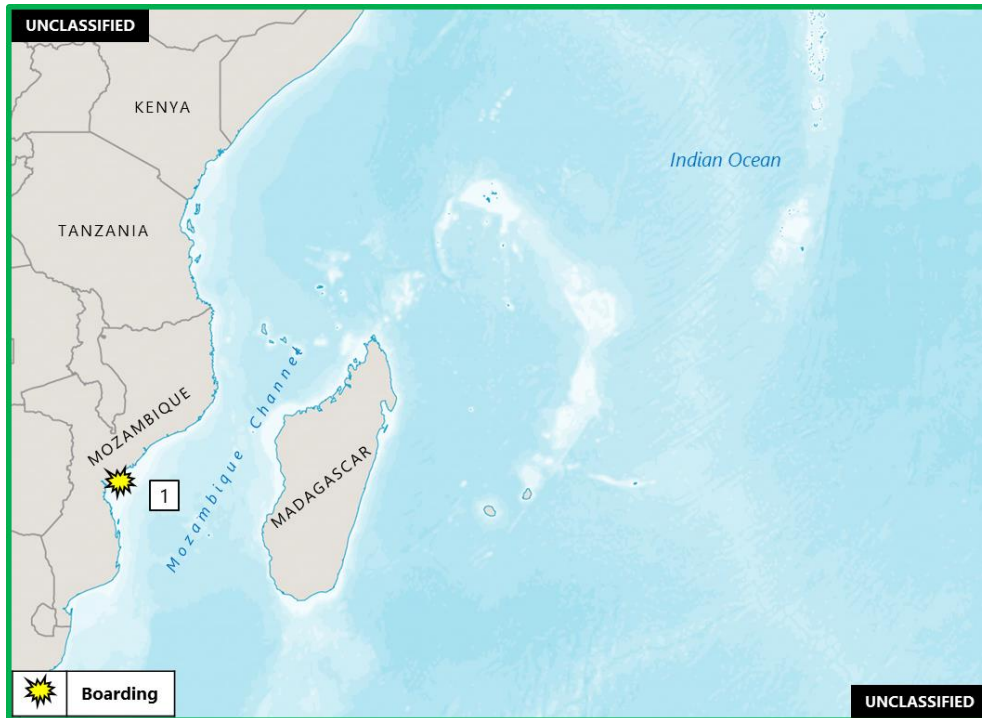 UNCLASSIFIED
KENYA
Indian Ocean
TANZANIA
MOZAMBIQUE
Mozambique Channel
MADAGASCAR
1
Boarding
UNCLASSIFIED